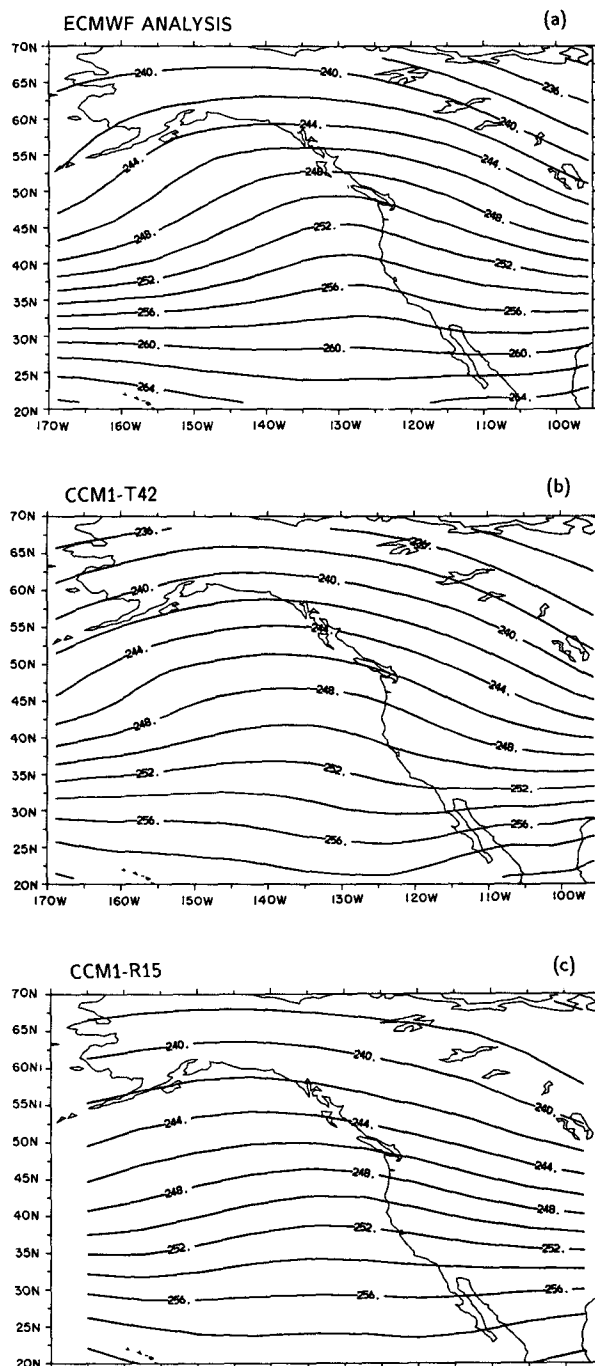 ECMWF ANALYSIS (a)
70N
65N
60N
55N
50N
45N
40N
35N
30N
25N
20N
240. 240. 236.
240.
244. 244. 244.
248. 248. 248.
252. 252. 252.
256. 256. 256.
260. 260. 260.
264. 264.
170W 160W 150W 140W 130W 120W 110W 100W
CCM1-T42 (b)
70N
65N
60N
55N
50N
45N
40N
35N
30N
25N
20N
236. 236.
240. 240. 240.
244. 244. 244.
248. 248. 248.
252. 252. 252.
256. 256. 256.
170W 160W 150W 140W 130W 120W 110W 100W
CCM1-R15 (c)
70N
65N
60N
55N
50N
45N
40N
35N
30N
25N
20N
240. 240. 240.
244. 244. 244.
248. 248. 248.
252. 252. 252.
256. 256. 256.